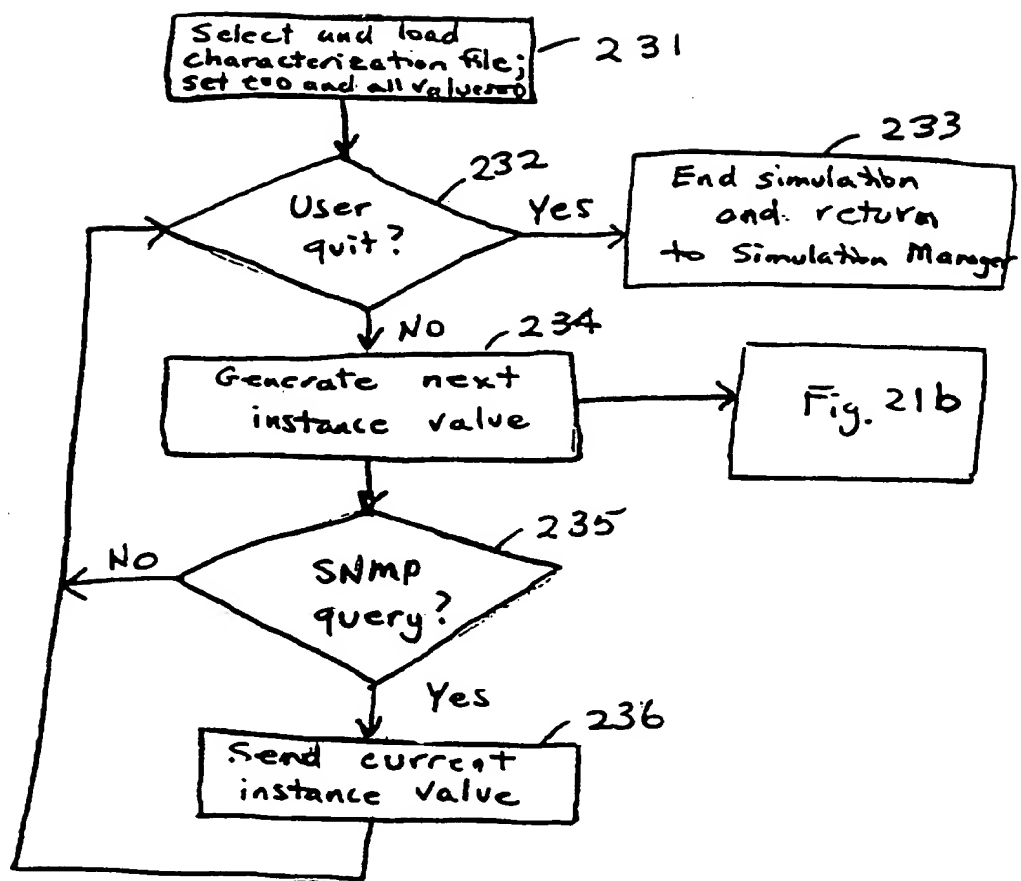 Select and load
characterization file;
set t=0 and all values=0
231
232
User
quit?
Yes
233
End simulation
and return
to Simulation Manager
No
234
Generate next
instance value
Fig. 21b
235
SNMP
query?
No
Yes
236
Send current
instance value